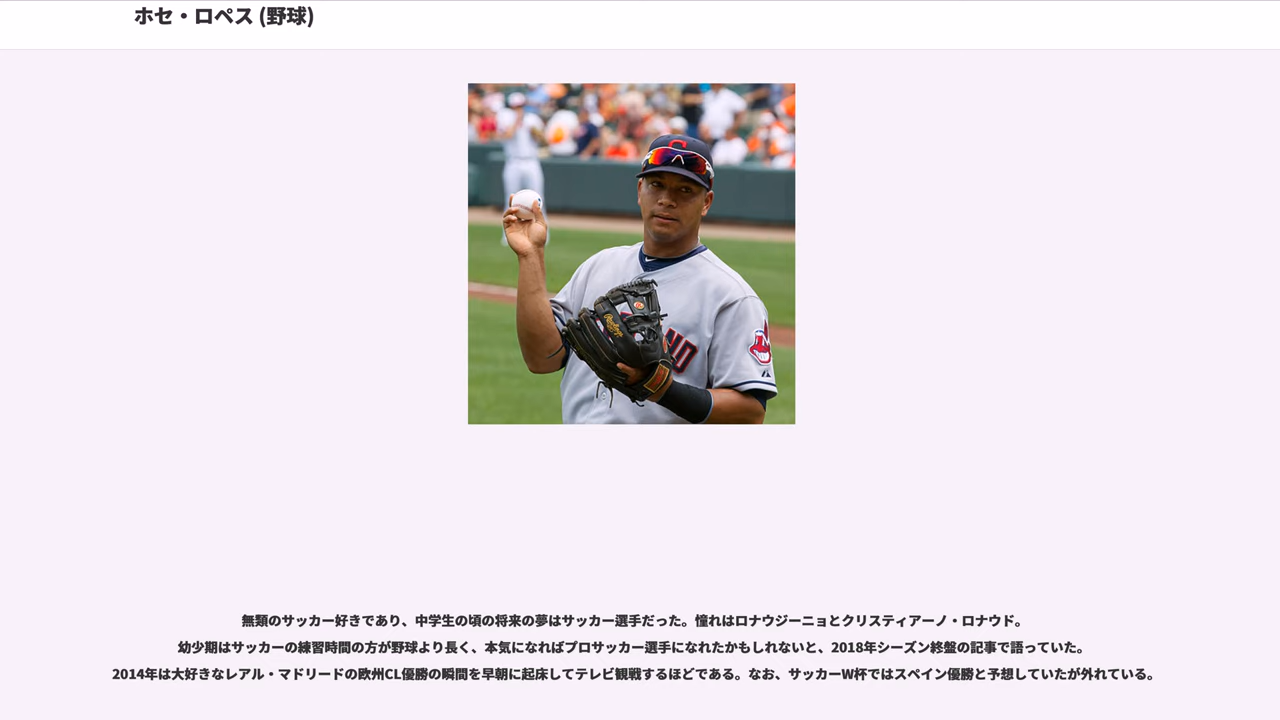 ホセ・ロペス (野球)
無類のサッカー好きであり、中学生の頃の将来の夢はサッカー選手だった。憧れはロナウジーニョとクリスティアーノ・ロナウド。
幼少期はサッカーの練習時間の方が野球より長く、本気になればプロサッカー選手になれたかもしれないと、2018年シーズン終盤の記事で語っていた。
2014年は大好きなレアル・マドリードの欧州CL優勝の瞬間を早朝に起床してテレビ観戦するほどである。なお、サッカーW杯ではスペイン優勝と予想していたが外れている。